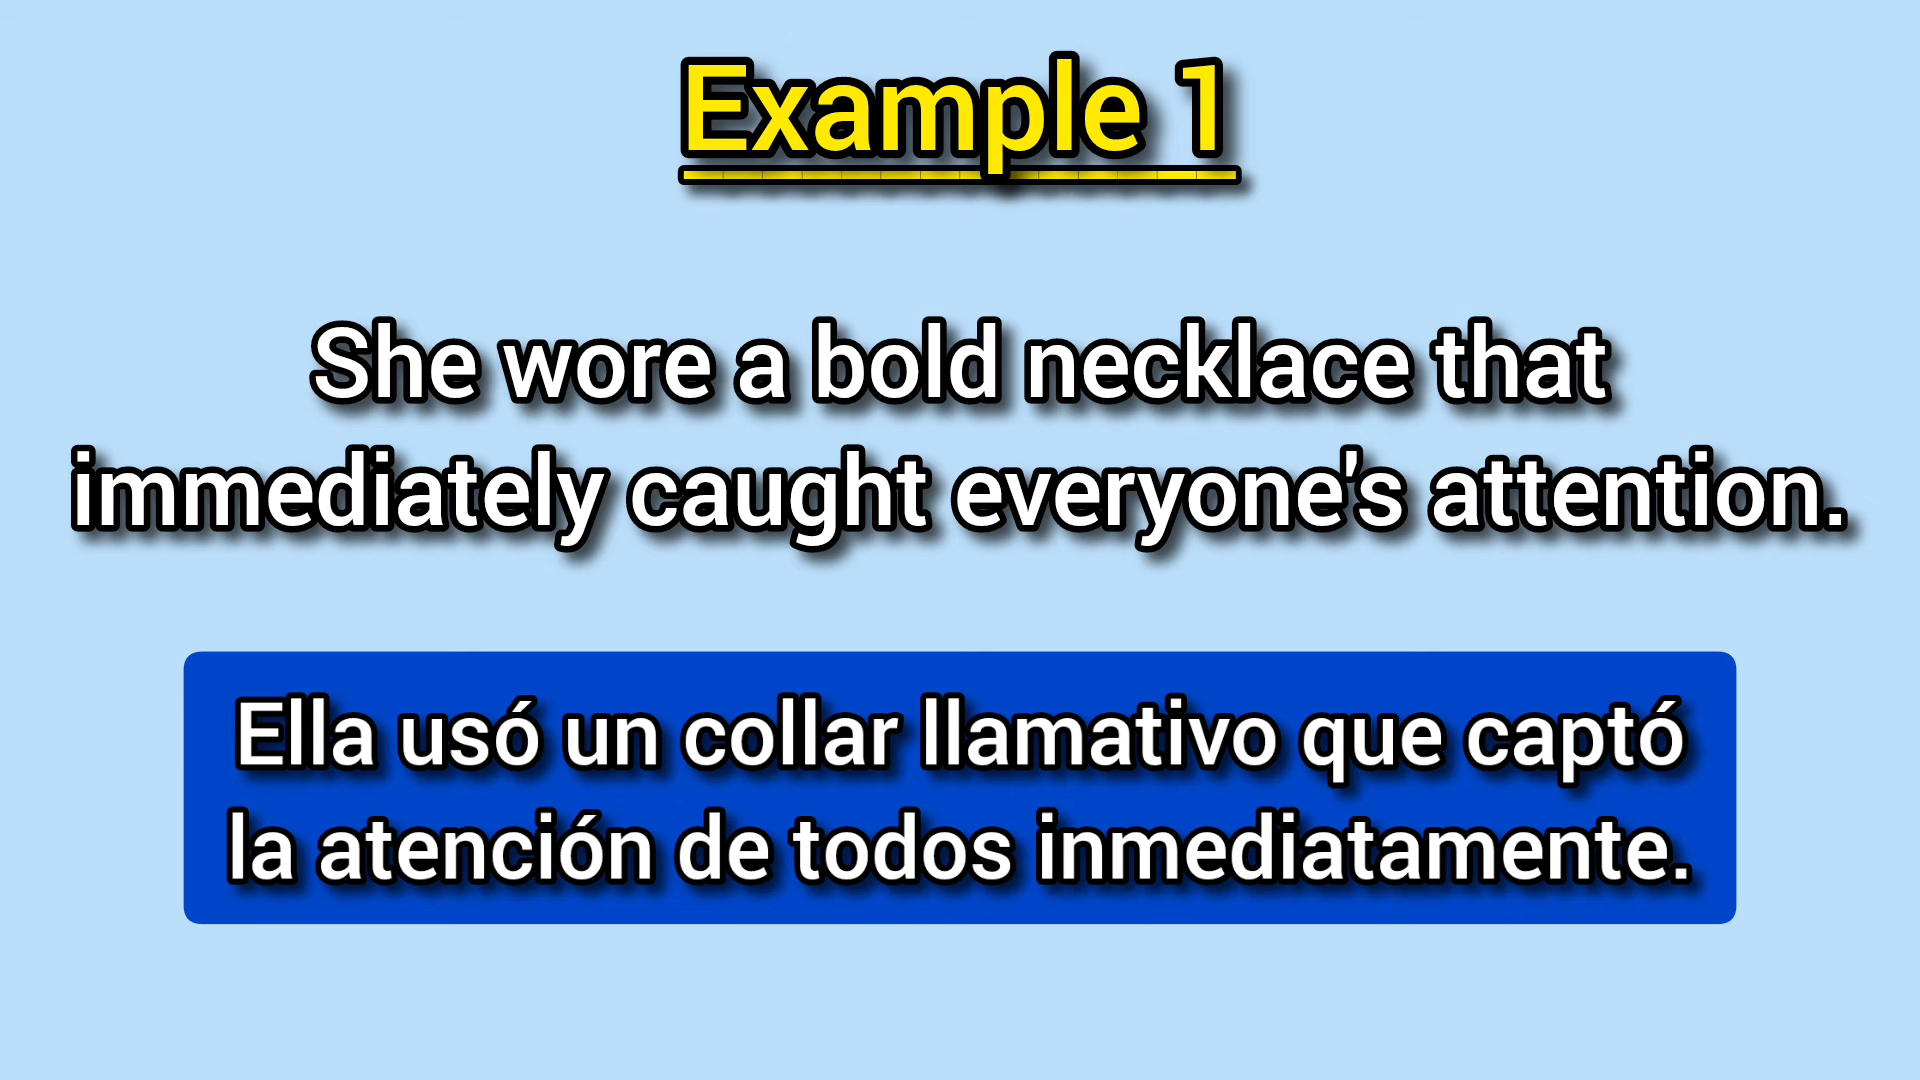 Example 1
She wore a bold necklace that
immediately caught everyone's attention.
Ella usó un collar llamativo que captó
la atención de todos inmediatamente.